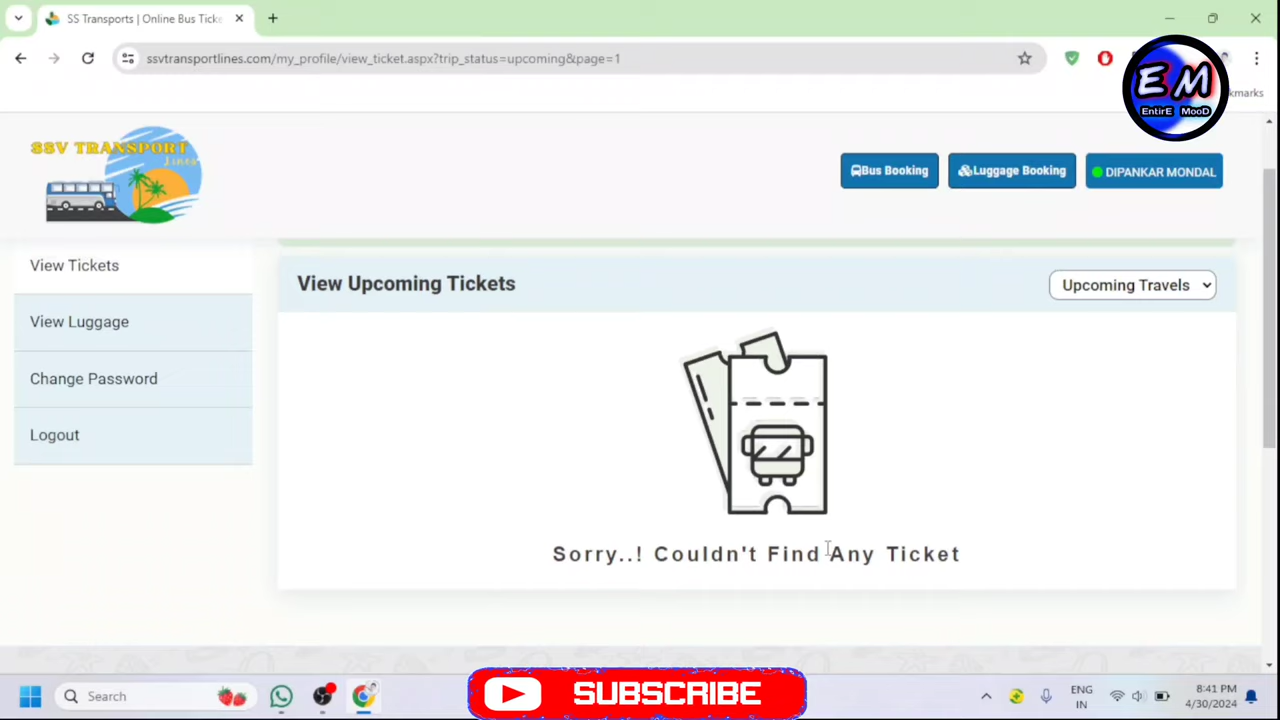 SS Transports | Online Bus Ticke
ssvtransportlines.com/my_profile/view_ticket.aspx?trip_status=upcoming&page=1
EM
EntirE MooD
kmarks
SSV TRANSPORT
Lines
Bus Booking
Luggage Booking
DIPANKAR MONDAL
View Tickets
View Luggage
Change Password
Logout
View Upcoming Tickets
Upcoming Travels
Sorry..! Couldn't Find Any Ticket
SUBSCRIBE
Search
ENG
IN
8:41 PM
4/30/2024